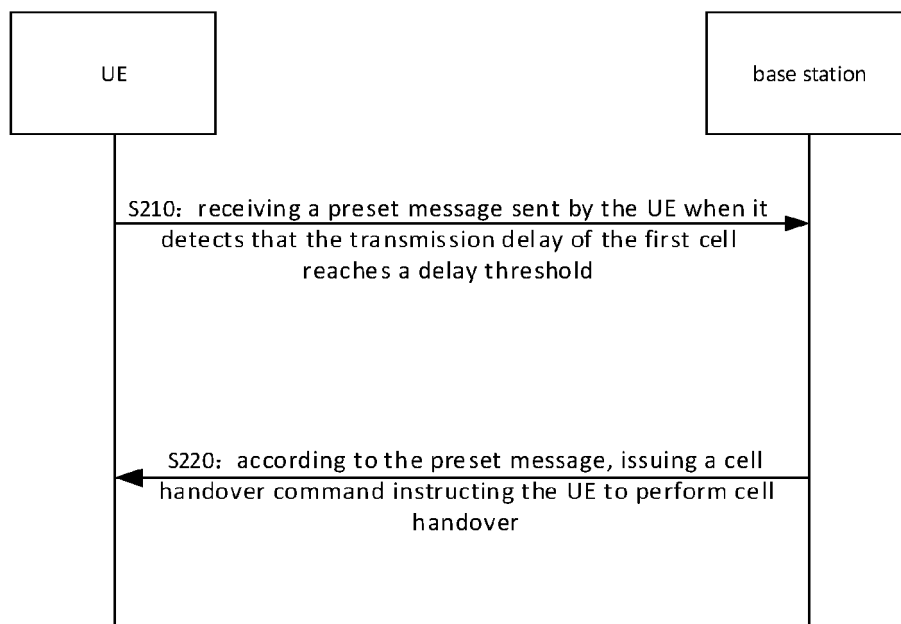 UE
base station
S210: receiving a preset message sent by the UE when it
detects that the transmission delay of the first cell
reaches a delay threshold
S220: according to the preset message, issuing a cell
handover command instructing the UE to perform cell
handover